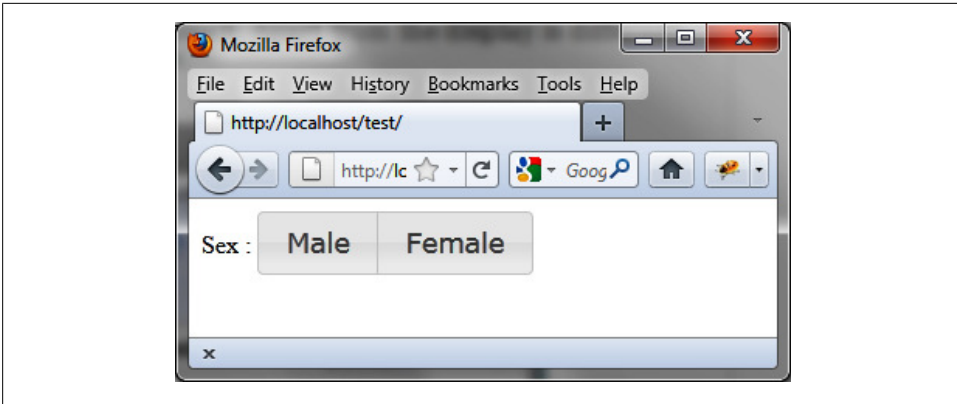 Mozilla Firefox
File Edit View History Bookmarks Tools Help
http://localhost/test/
http://lc
Goog
Sex : Male Female
x